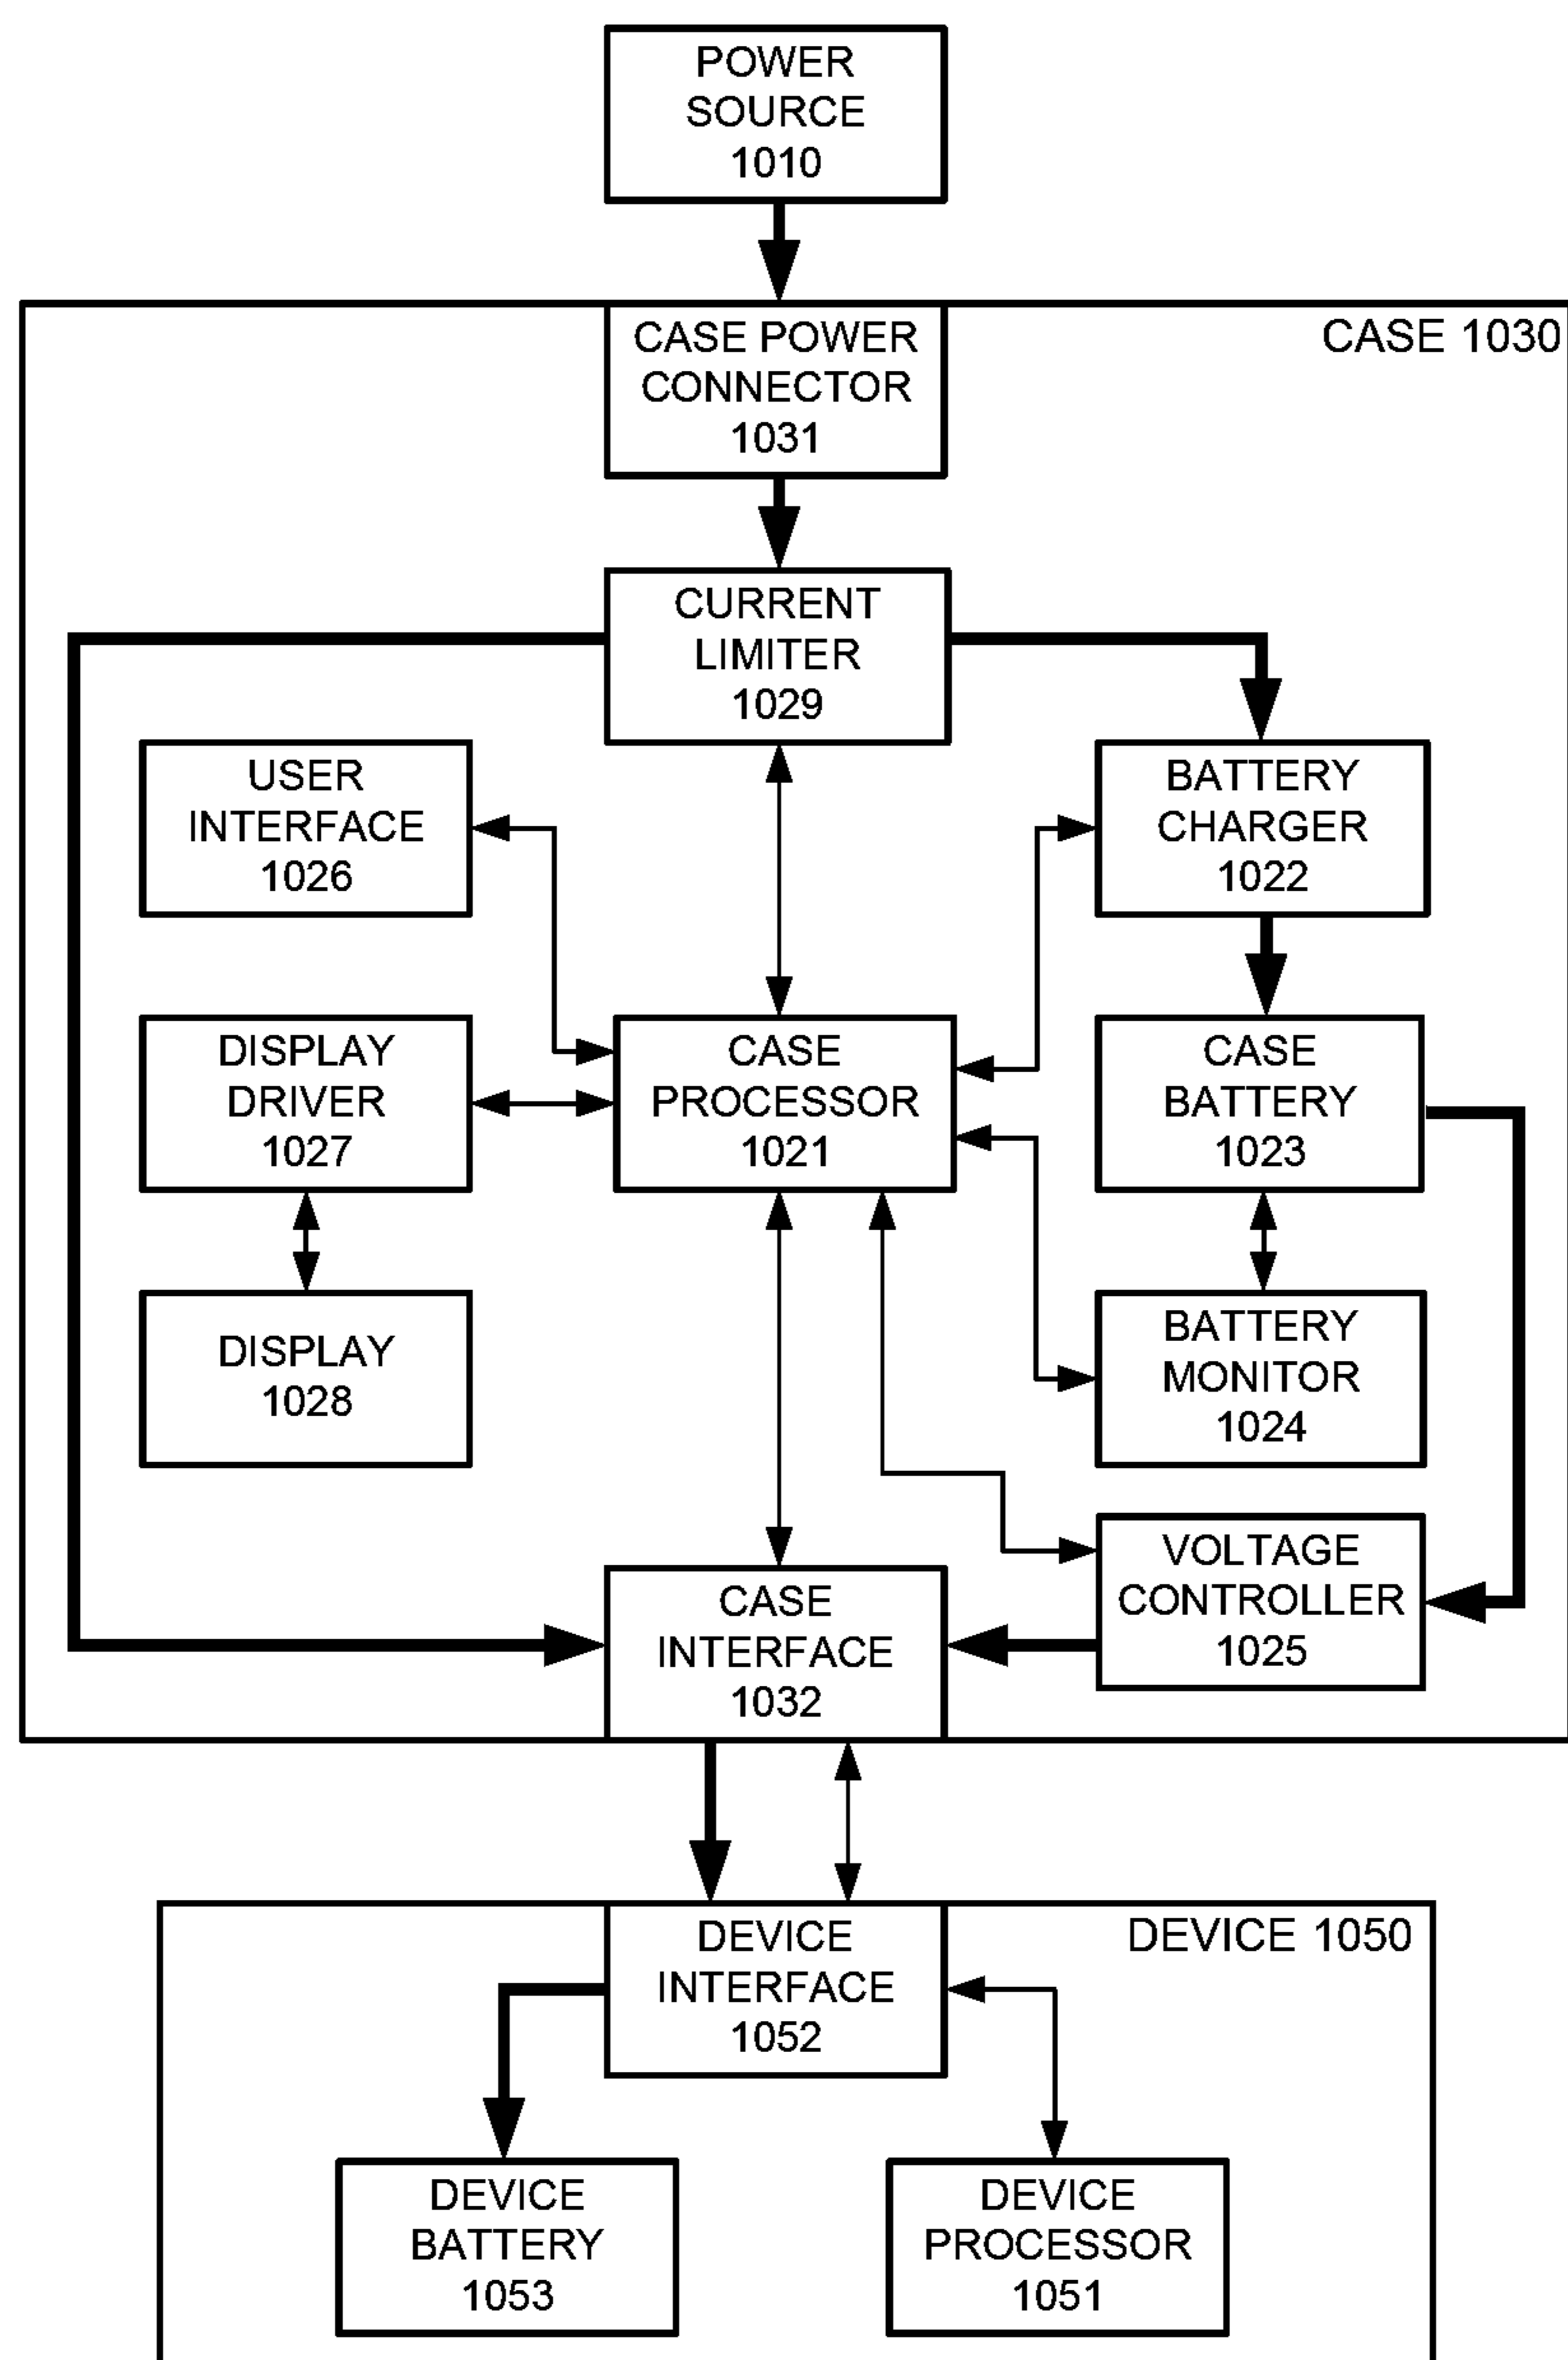 POWER
SOURCE
1010
CASE POWER
CONNECTOR
1031
CASE 1030
CURRENT
LIMITER
1029
USER
INTERFACE
1026
BATTERY
CHARGER
1022
DISPLAY
DRIVER
1027
CASE
PROCESSOR
1021
CASE
BATTERY
1023
DISPLAY
1028
BATTERY
MONITOR
1024
VOLTAGE
CONTROLLER
1025
CASE
INTERFACE
1032
DEVICE
INTERFACE
1052
DEVICE 1050
DEVICE
BATTERY
1053
DEVICE
PROCESSOR
1051